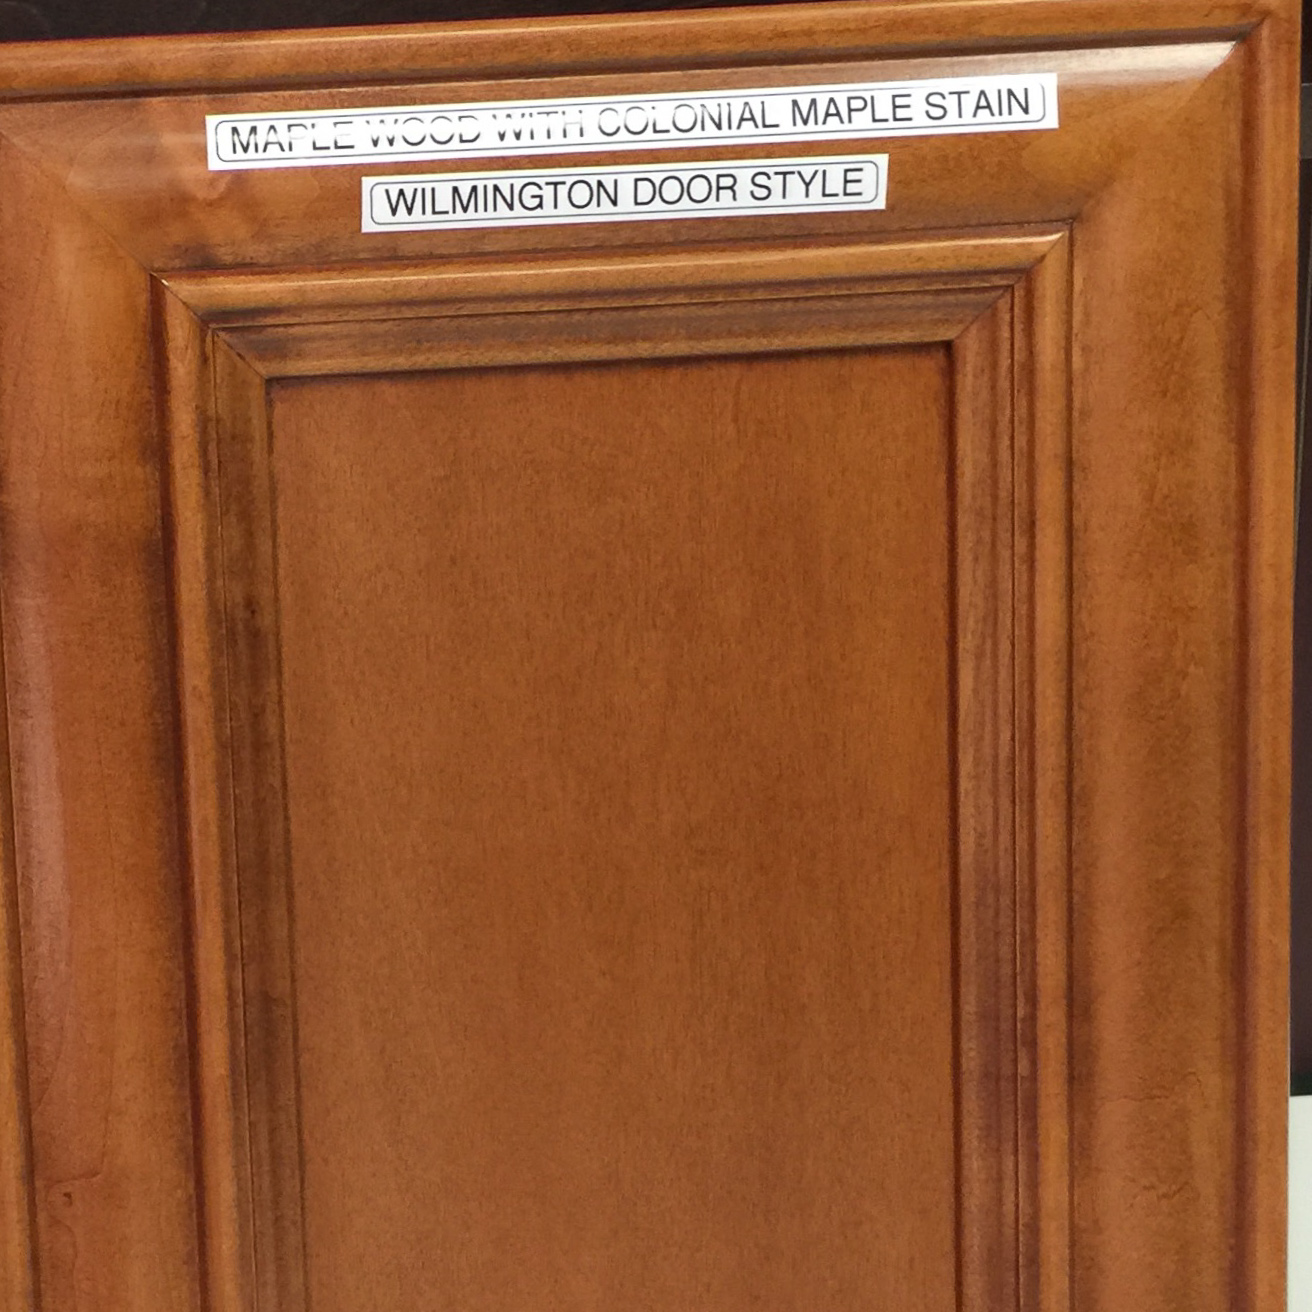 MAPLE WOOD WITH COLONIAL MAPLE STAIN
WILMINGTON DOOR STYLE